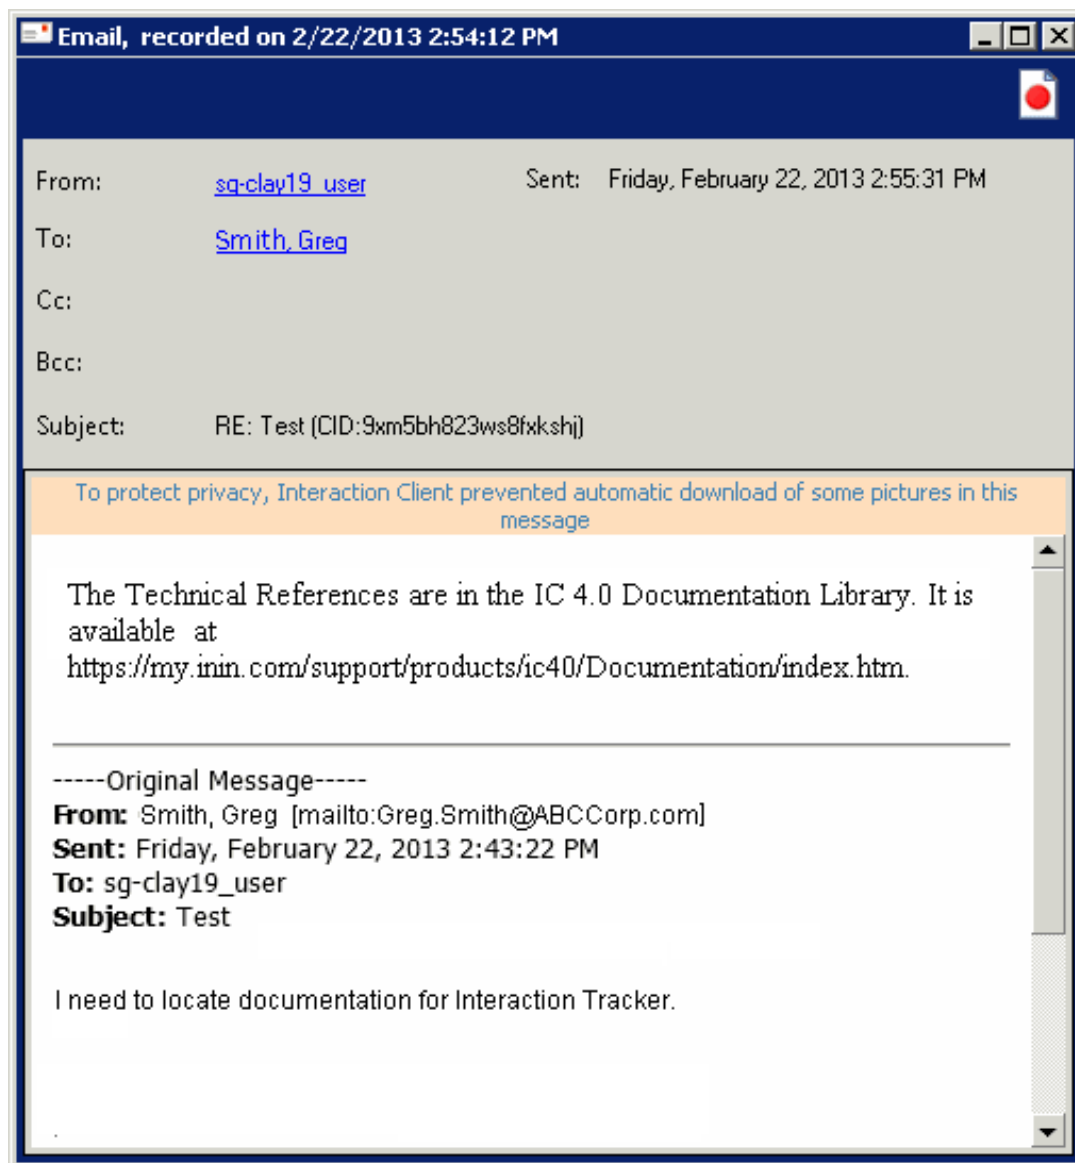 Email, recorded on 2/22/2013 2:54:12 PM
From: sg-clay19_user Sent: Friday, February 22, 2013 2:55:31 PM
To: Smith, Greg
Cc:
Bcc:
Subject: RE: Test (CID:9xm5bh823ws8fxkshj)
To protect privacy, Interaction Client prevented automatic download of some pictures in this
message
The Technical References are in the IC 4.0 Documentation Library. It is
available at
https://my.inin.com/support/products/ic40/Documentation/index.htm.
-----Original Message-----
From: Smith, Greg [mailto:Greg.Smith@ABCCorp.com]
Sent: Friday, February 22, 2013 2:43:22 PM
To: sg-clay19_user
Subject: Test
I need to locate documentation for Interaction Tracker.
.